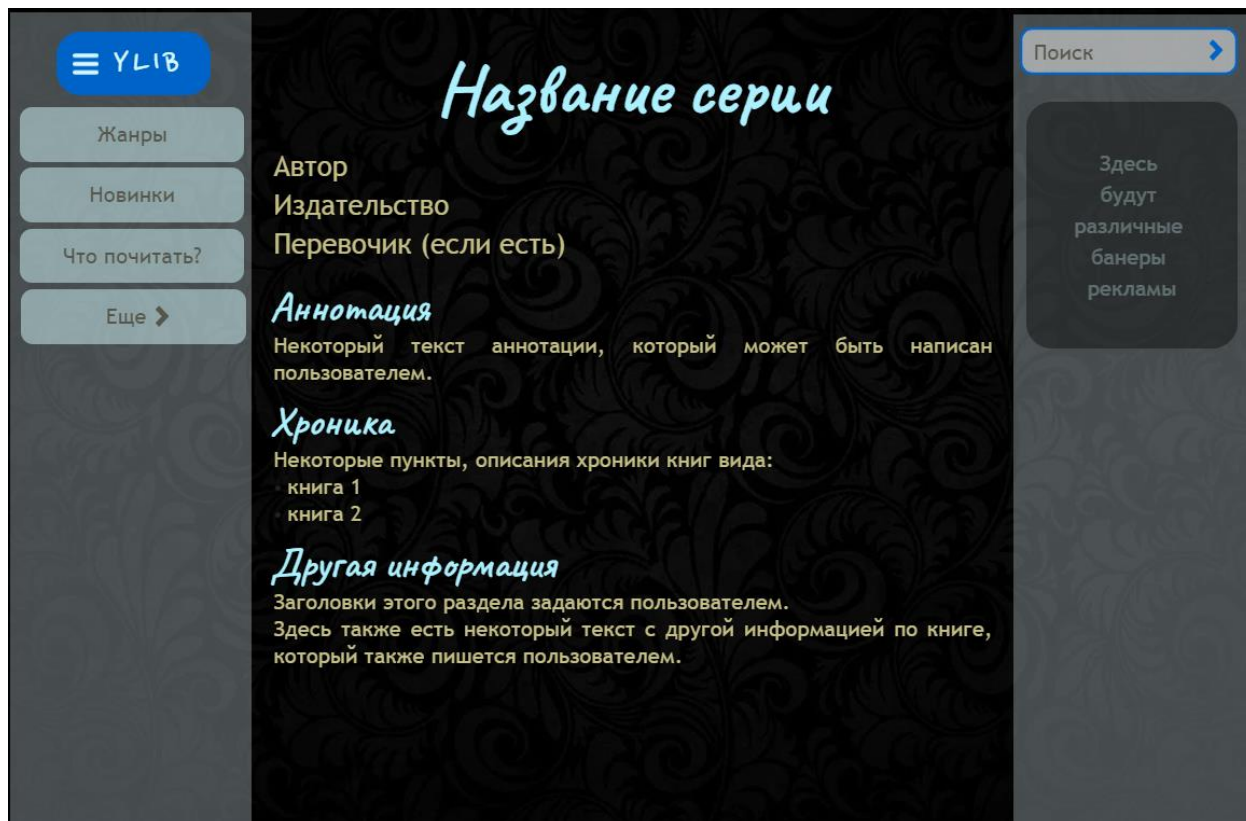 YLIB
Жанры
Новинки
Что почитать?
Еще
Название серии
Автор
Издательство
Перевочик (если есть)
Аннотация
Некоторый текст аннотации, который может быть написан
пользователем.
Хроника
Некоторые пункты, описания хроники книг вида:
книга 1
книга 2
Другая информация
Заголовки этого раздела задаются пользователем.
Здесь также есть некоторый текст с другой информацией по книге,
который также пишется пользователем.
Поиск
Здесь
будут
различные
банеры
рекламы